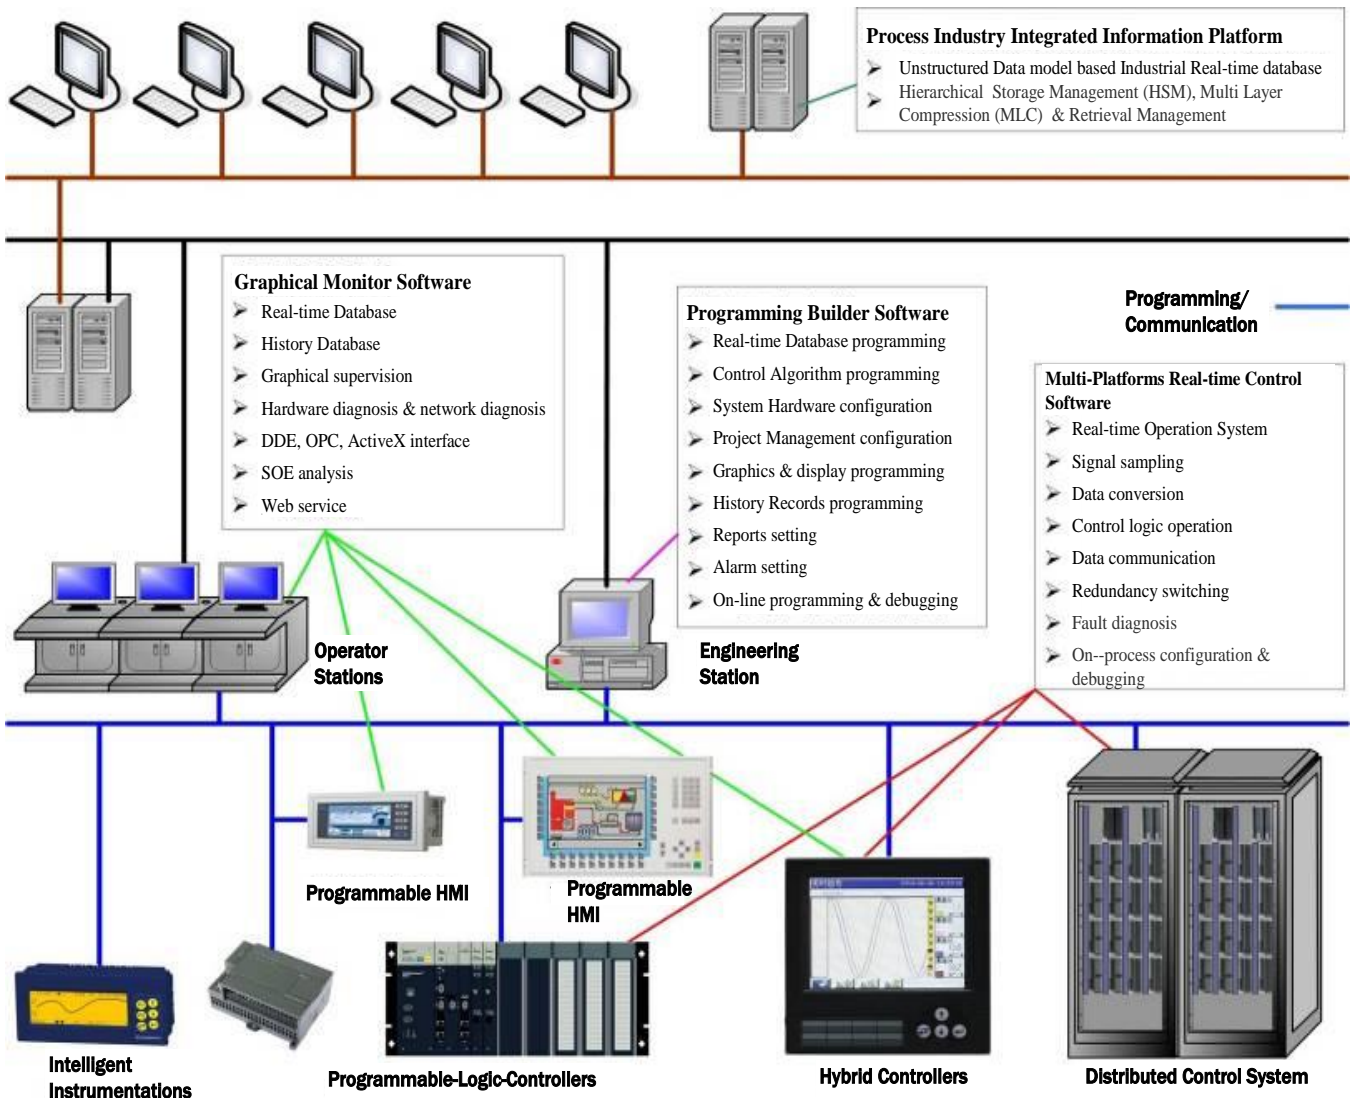 Process Industry Integrated Information Platform
Unstructured Data model based Industrial Real-time database
Hierarchical Storage Management (HSM), Multi Layer
Compression (MLC) & Retrieval Management
Graphical Monitor Software
Real-time Database
History Database
Graphical supervision
Hardware diagnosis & network diagnosis
DDE, OPC, ActiveX interface
SOE analysis
Web service
Programming Builder Software
Real-time Database programming
Control Algorithm programming
System Hardware configuration
Project Management configuration
Graphics & display programming
History Records programming
Reports setting
Alarm setting
On-line programming & debugging
Programming/
Communication
Multi-Platforms Real-time Control
Software
Real-time Operation System
Signal sampling
Data conversion
Control logic operation
Data communication
Redundancy switching
Fault diagnosis
On--process configuration &
debugging
Operator
Stations
Engineering
Station
Programmable HMI
Programmable
HMI
Intelligent
Instrumentations
Programmable-Logic-Controllers
Hybrid Controllers
Distributed Control System